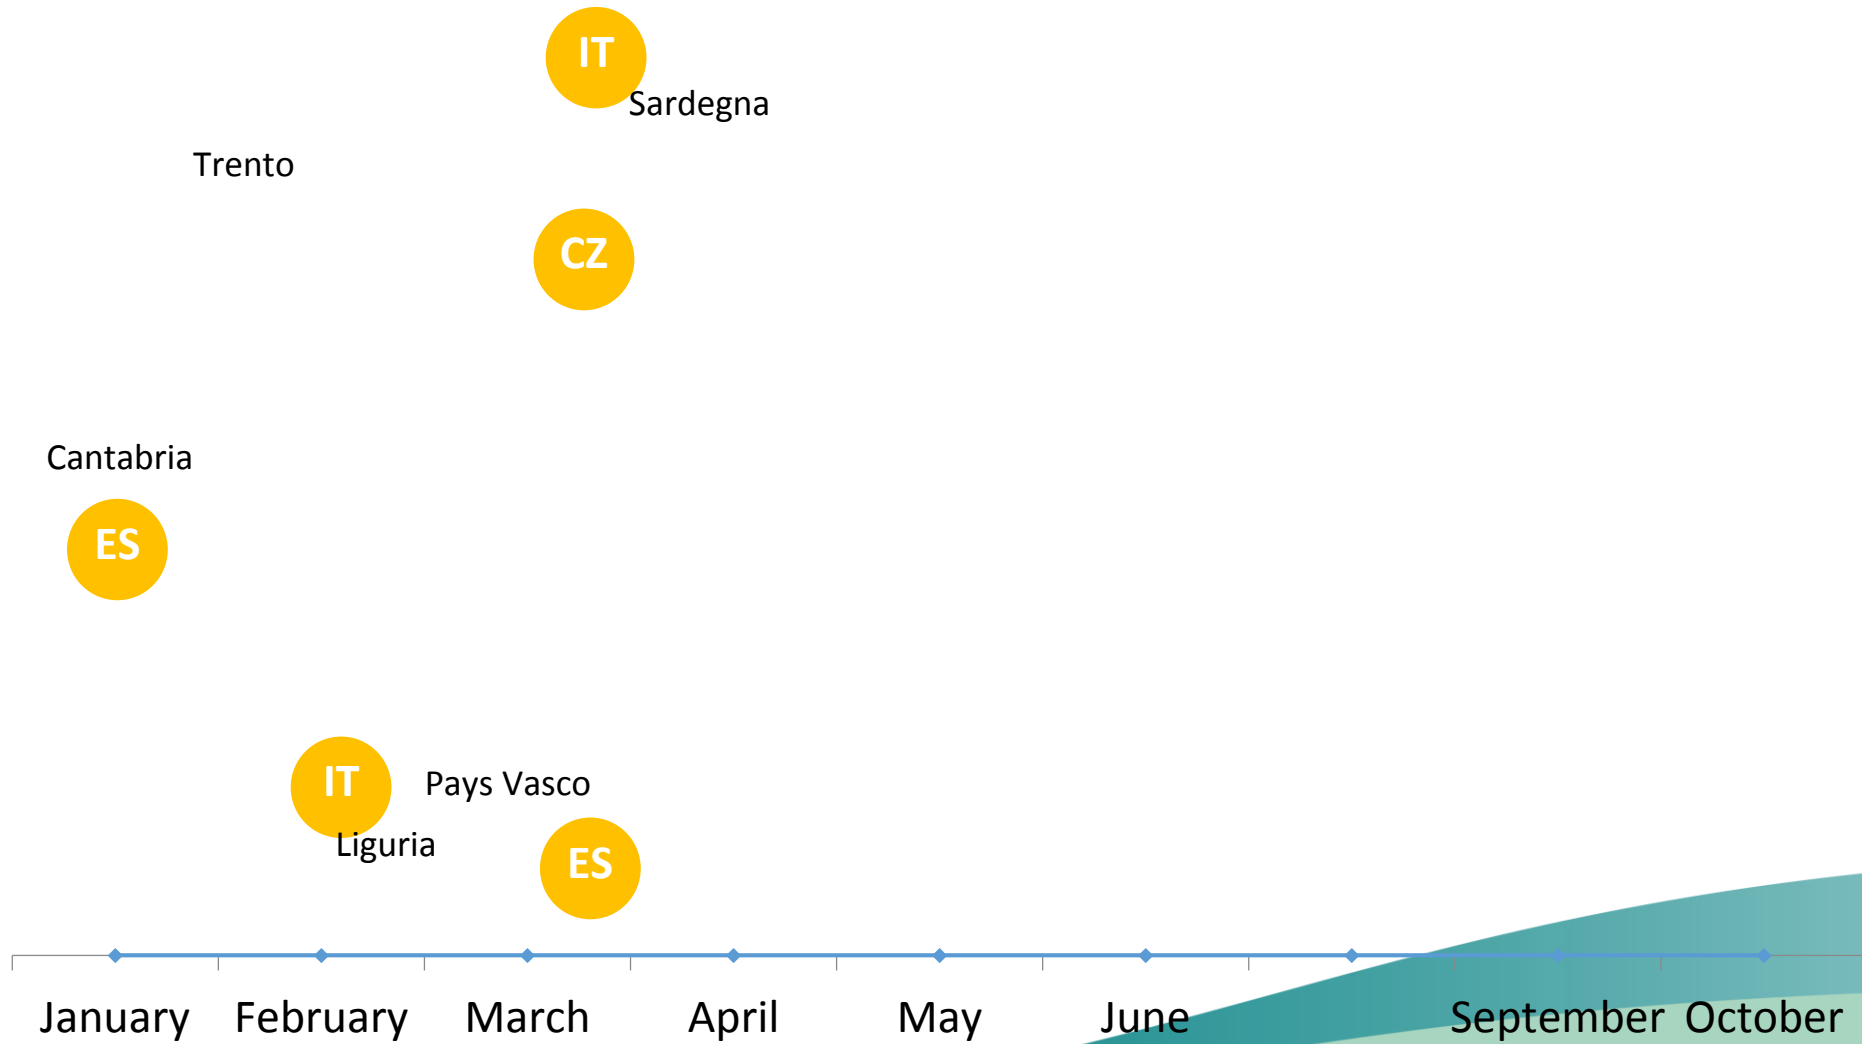 IT
Sardegna
Trento
CZ
Cantabria
ES
IT
Pays Vasco
Liguria
ES
January February March April May June September October